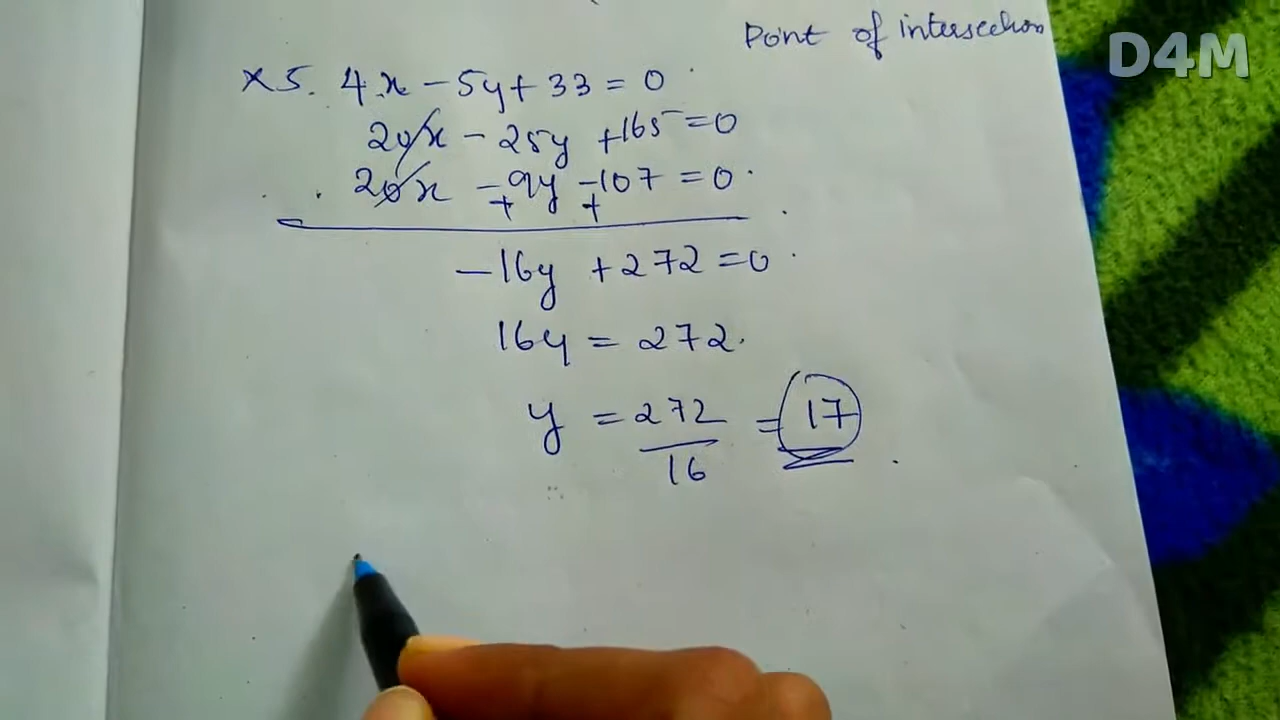 Point of intersection
D4M
×5. 4x - 5y + 33 = 0
20x - 25y + 165 = 0
20x - 9y - 107 = 0
+ +
-16y + 272 = 0
16y = 272
y = 272/16 = 17